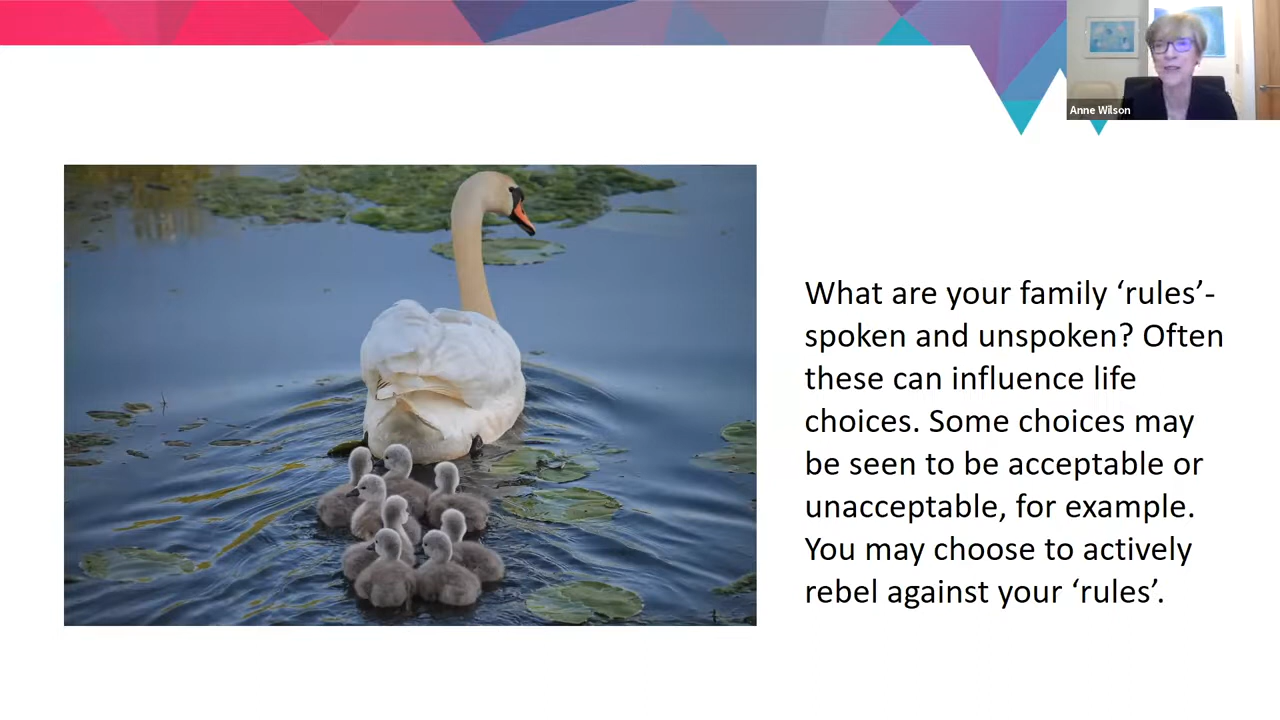 Anne Wilson
What are your family ‘rules’-
spoken and unspoken? Often
these can influence life
choices. Some choices may
be seen to be acceptable or
unacceptable, for example.
You may choose to actively
rebel against your ‘rules’.